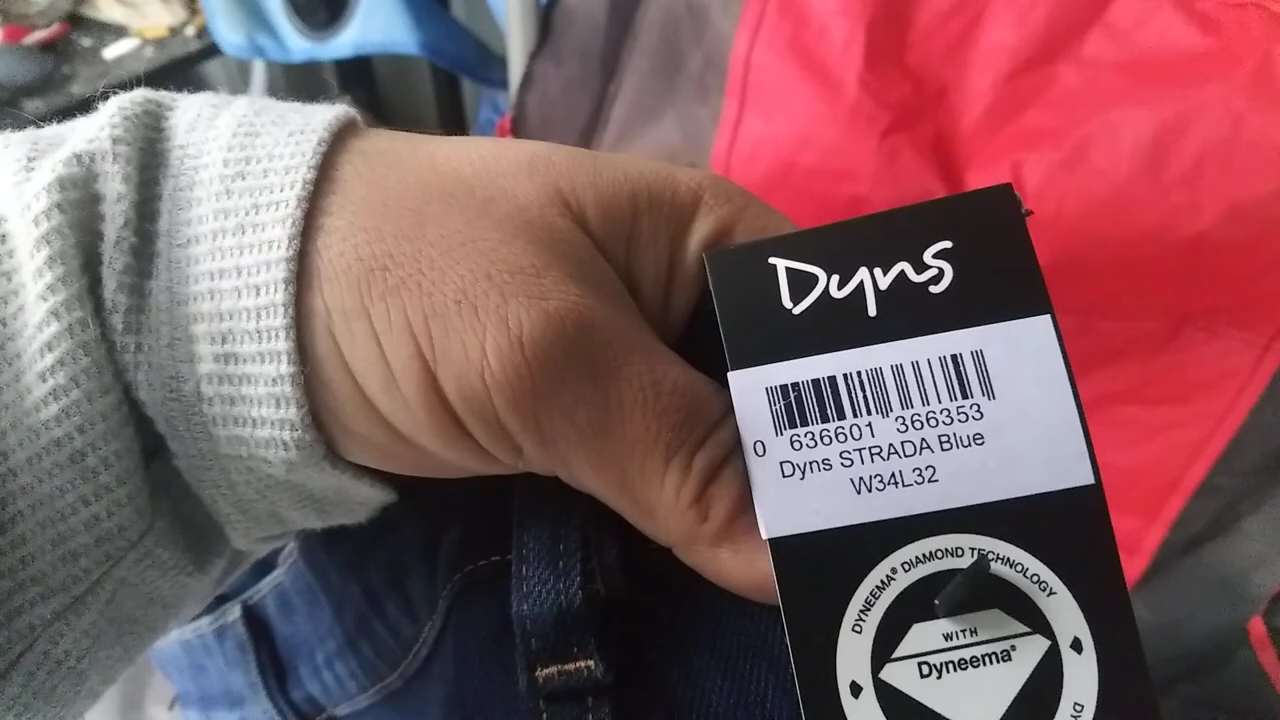 Dyns
0 636601 366353
Dyns STRADA Blue
W34L32
DYNEEMA® DIAMOND TECHNOLOGY
WITH
Dyneema®